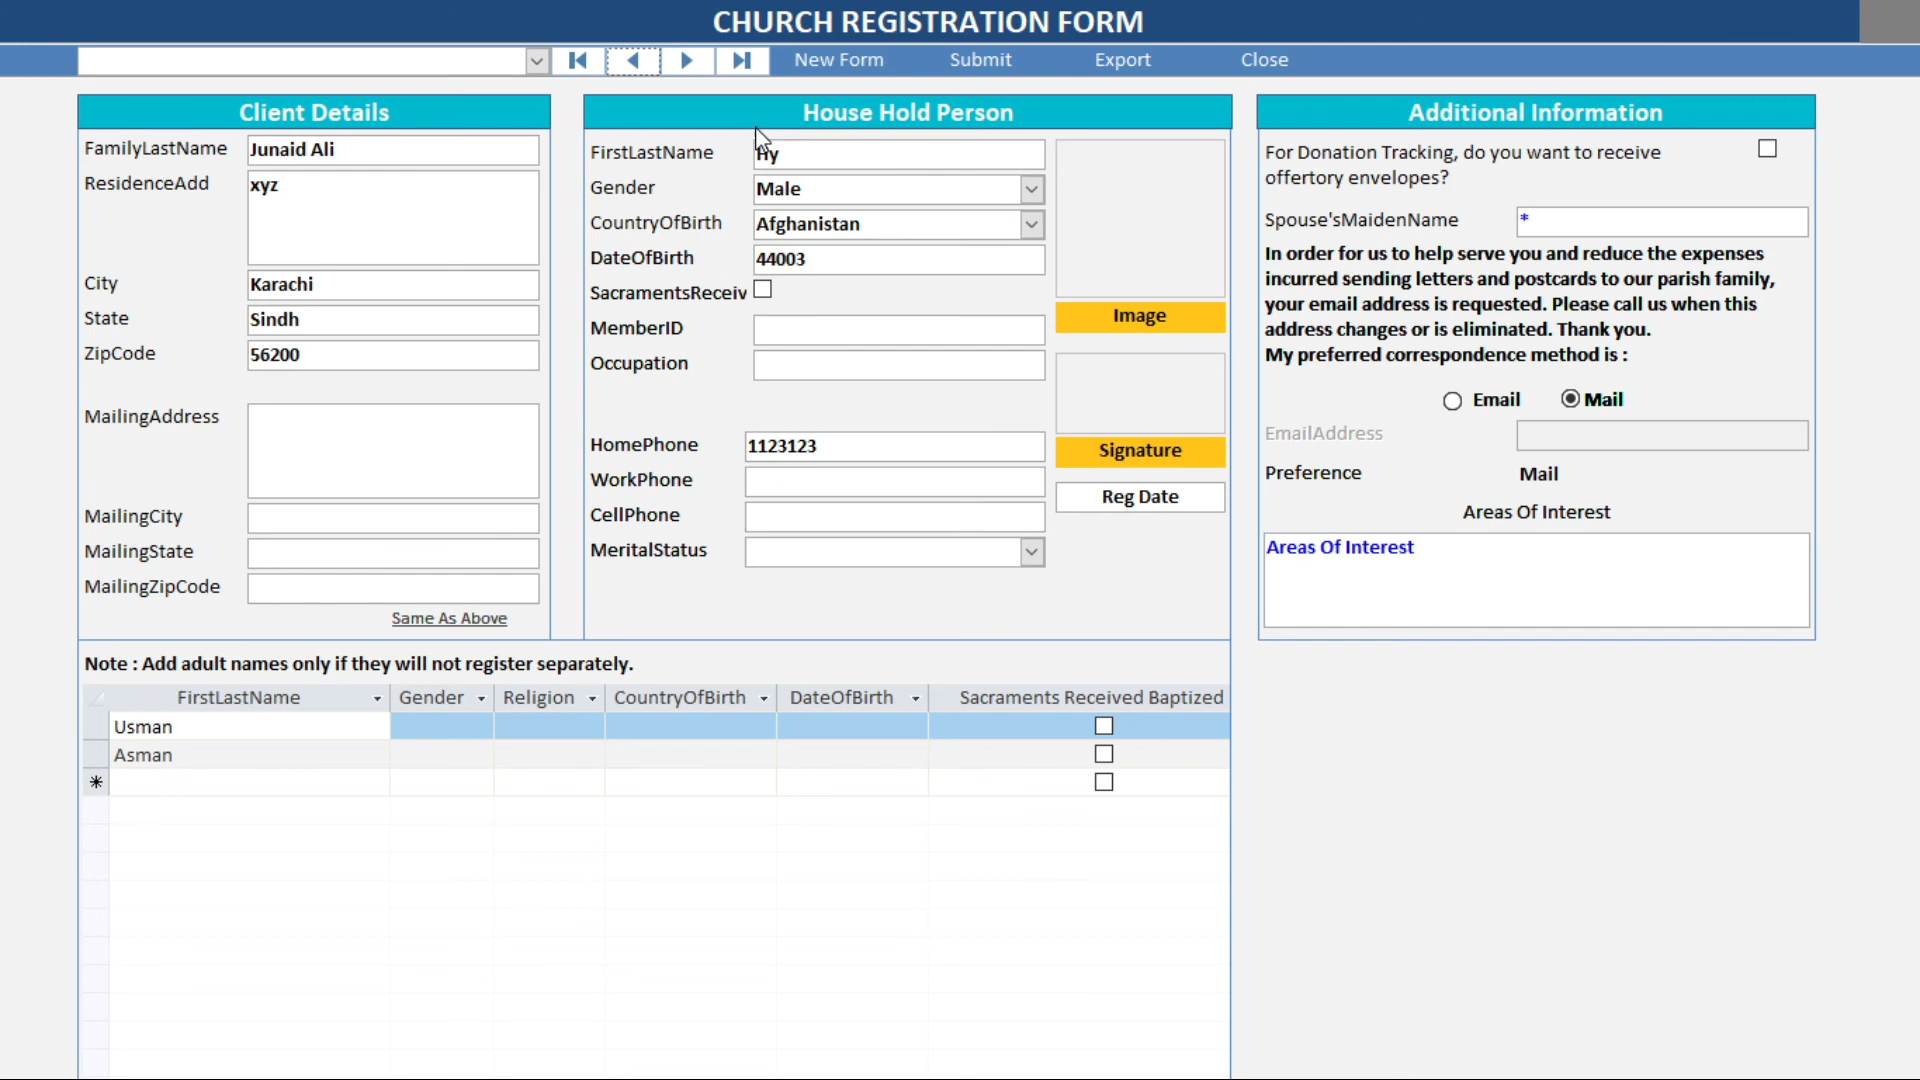 CHURCH REGISTRATION FORM
New Form Submit Export Close
Client Details
FamilyLastName Junaid Ali
ResidenceAdd xyz
City Karachi
State Sindh
ZipCode 56200
MailingAddress
MailingCity
MailingState
MailingZipCode
Same As Above
House Hold Person
FirstLastName Hy
Gender Male
CountryOfBirth Afghanistan
DateOfBirth 44003
SacramentsReceiv
MemberID
Occupation
HomePhone 1123123
WorkPhone
CellPhone
MeritalStatus
Image
Signature
Reg Date
Additional Information
For Donation Tracking, do you want to receive
offertory envelopes?
Spouse'sMaidenName *
In order for us to help serve you and reduce the expenses
incurred sending letters and postcards to our parish family,
your email address is requested. Please call us when this
address changes or is eliminated. Thank you.
My preferred correspondence method is :
Email Mail
EmailAddress
Preference Mail
Areas Of Interest
Areas Of Interest
Note : Add adult names only if they will not register separately.
FirstLastName Gender Religion CountryOfBirth DateOfBirth Sacraments Received Baptized
Usman
Asman